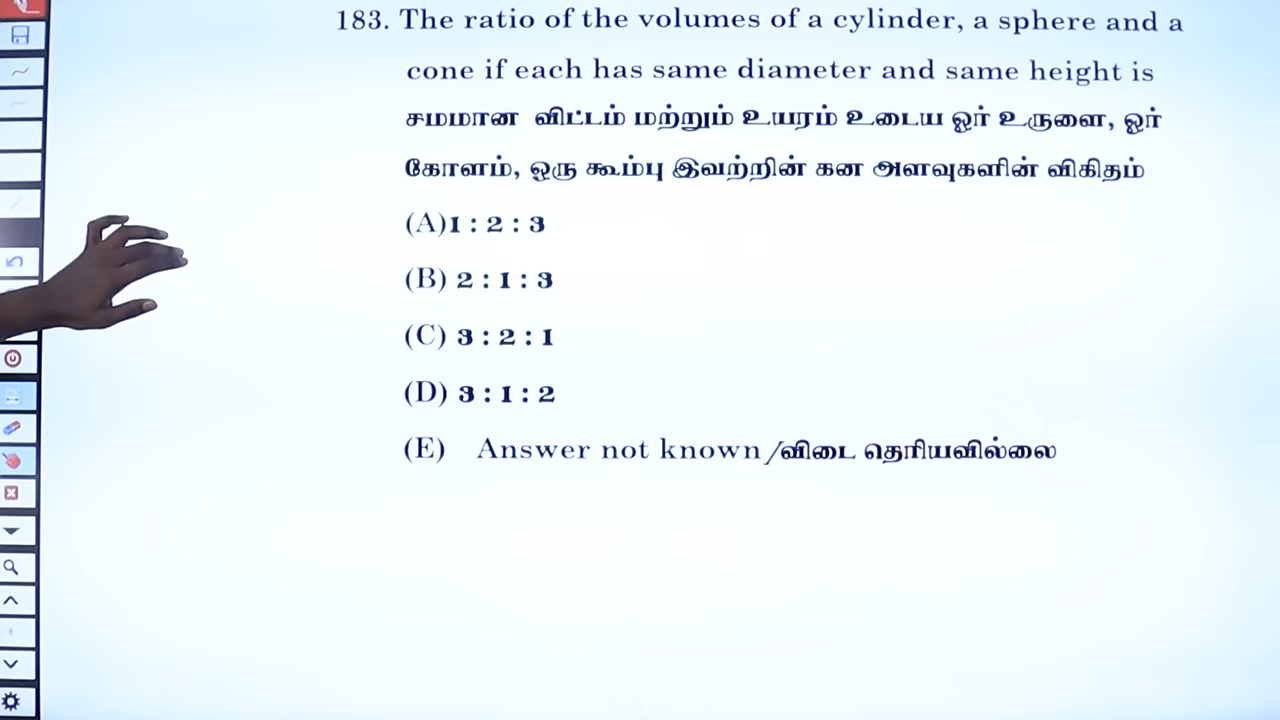 183. The ratio of the volumes of a cylinder, a sphere and a
cone if each has same diameter and same height is
சமமான விட்டம் மற்றும் உயரம் உடைய ஓர் உருளை, ஓர்
கோளம், ஒரு கூம்பு இவற்றின் கன அளவுகளின் விகிதம்
(A)1 : 2 : 3
(B) 2 : 1 : 3
(C) 3 : 2 : 1
(D) 3 : 1 : 2
(E) Answer not known/விடை தெரியவில்லை